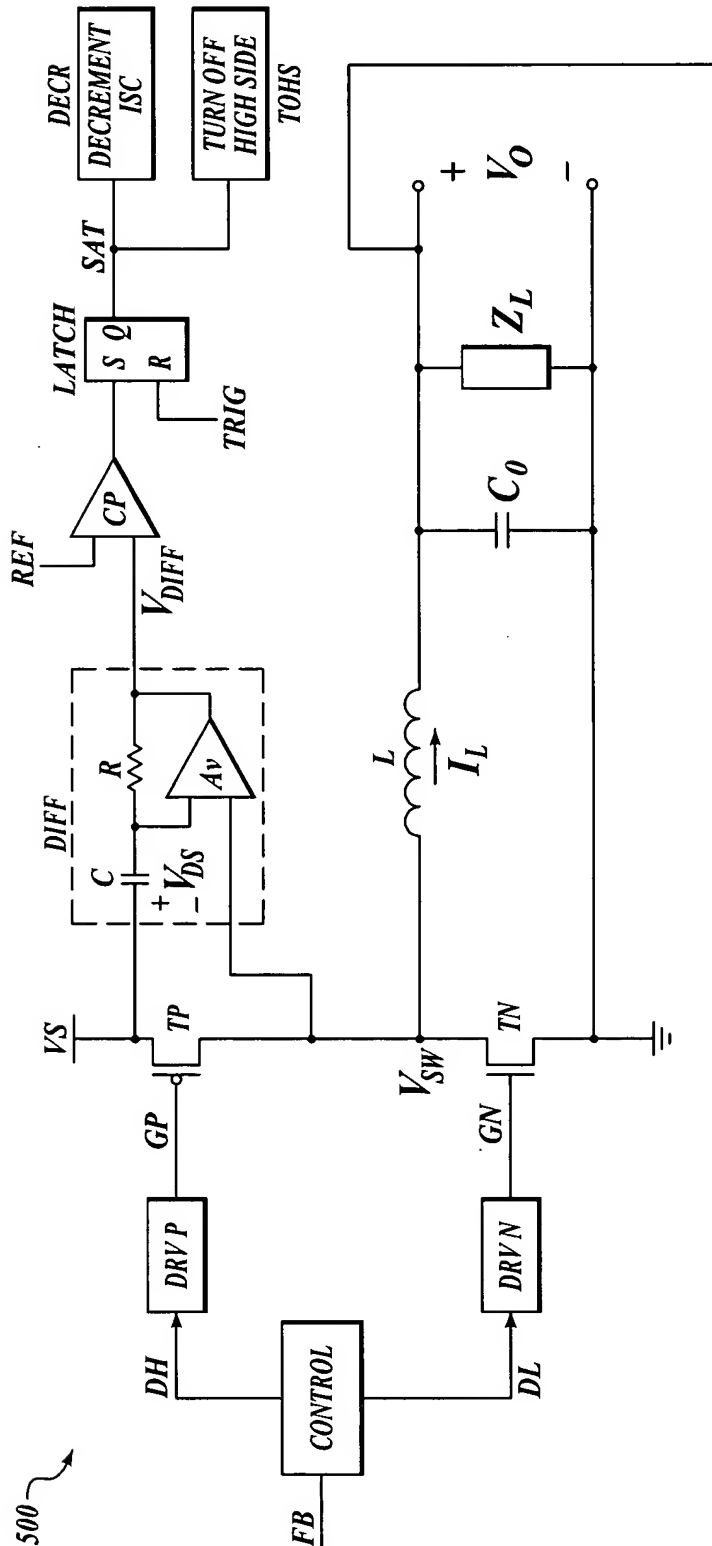 500
FB
CONTROL
DH
DL
DRV P
DRV N
GP
GN
VS
TP
V_SW
TN
DIFF
C
R
+
− V_DS
Av
V_DIFF
REF
CP
LATCH
S Q
R
TRIG
SAT
DECR
DECREMENT
ISC
TURN OFF
HIGH SIDE
TOHS
L
I_L
C_0
Z_L
+
V_O
−